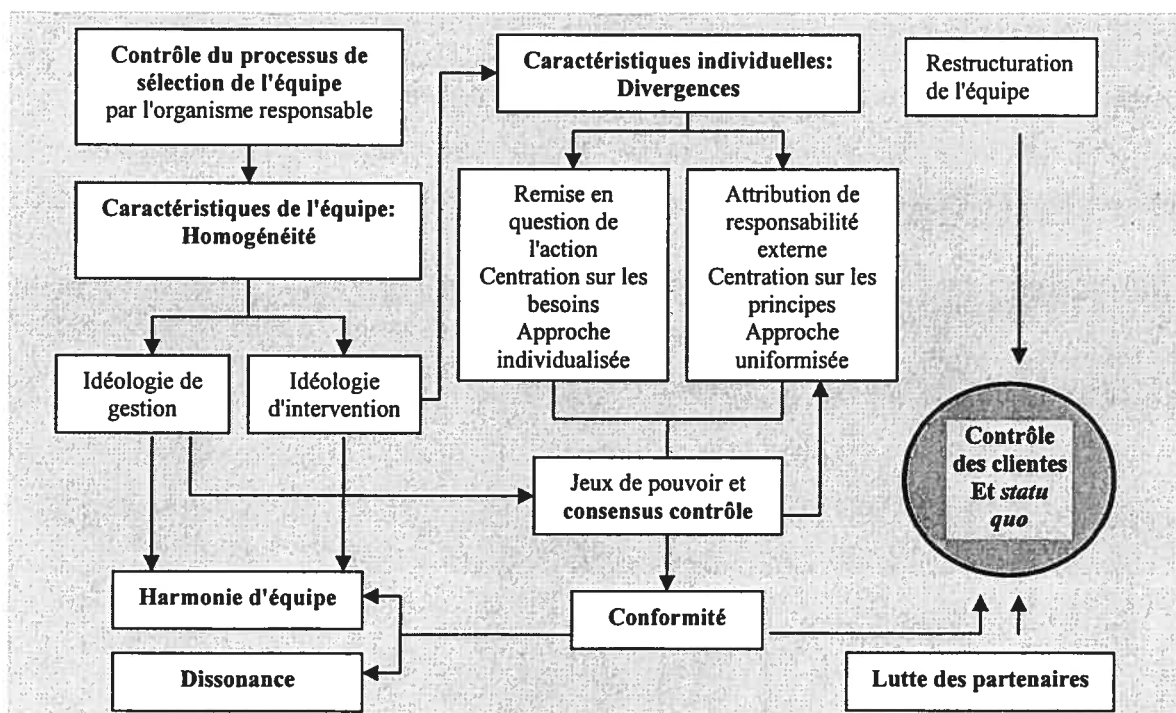 Contrôle du processus de
sélection de l'équipe
par l'organisme responsable
Caractéristiques de l'équipe:
Homogénéité
Idéologie de
gestion
Idéologie
d'intervention
Harmonie d'équipe
Dissonance
Caractéristiques individuelles:
Divergences
Remise en
question de
l'action
Centration sur les
besoins
Approche
individualisée
Attribution de
responsabilité
externe
Centration sur les
principes
Approche
uniformisée
Jeux de pouvoir et
consensus contrôle
Conformité
Restructuration
de l'équipe
Contrôle
des clientes
Et statu
quo
Lutte des partenaires